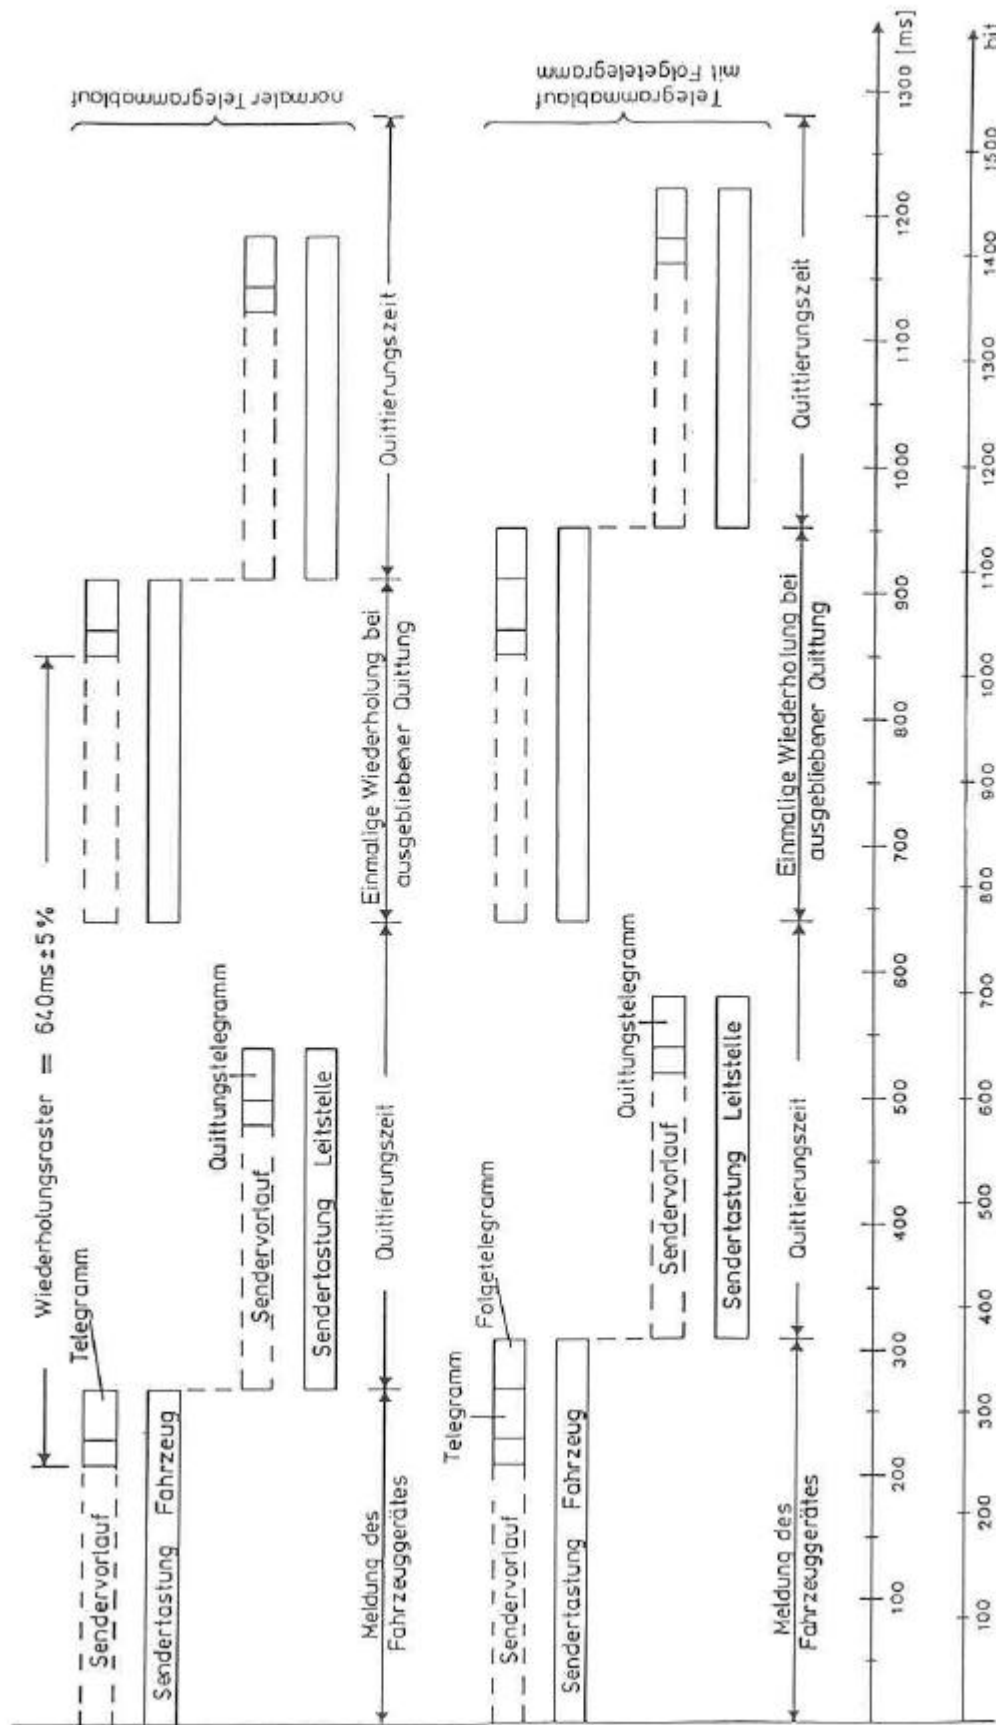 Wiederholungsraster = 640ms ± 5%
Telegramm
Sendervorlauf
Sendertastung Fahrzeug
Quittungstelegramm
Sendervorlauf
Sendertastung Leitstelle
Meldung des
Fahrzeuggerätes
Quittierungszeit
Einmalige Wiederholung bei
ausgebliebener Quittung
Quittierungszeit
normaler Telegrammablauf
Telegramm
Folgetelegramm
Sendervorlauf
Sendertastung Fahrzeug
Quittungstelegramm
Sendervorlauf
Sendertastung Leitstelle
Meldung des
Fahrzeuggerätes
Quittierungszeit
Einmalige Wiederholung bei
ausgebliebener Quittung
Quittierungszeit
Telegrammablauf
mit Folgetelegramm
100 200 300 400 500 600 700 800 900 1000 1100 1200 1300 [ms]
100 200 300 400 500 600 700 800 900 1000 1100 1200 1300 1400 1500 bit